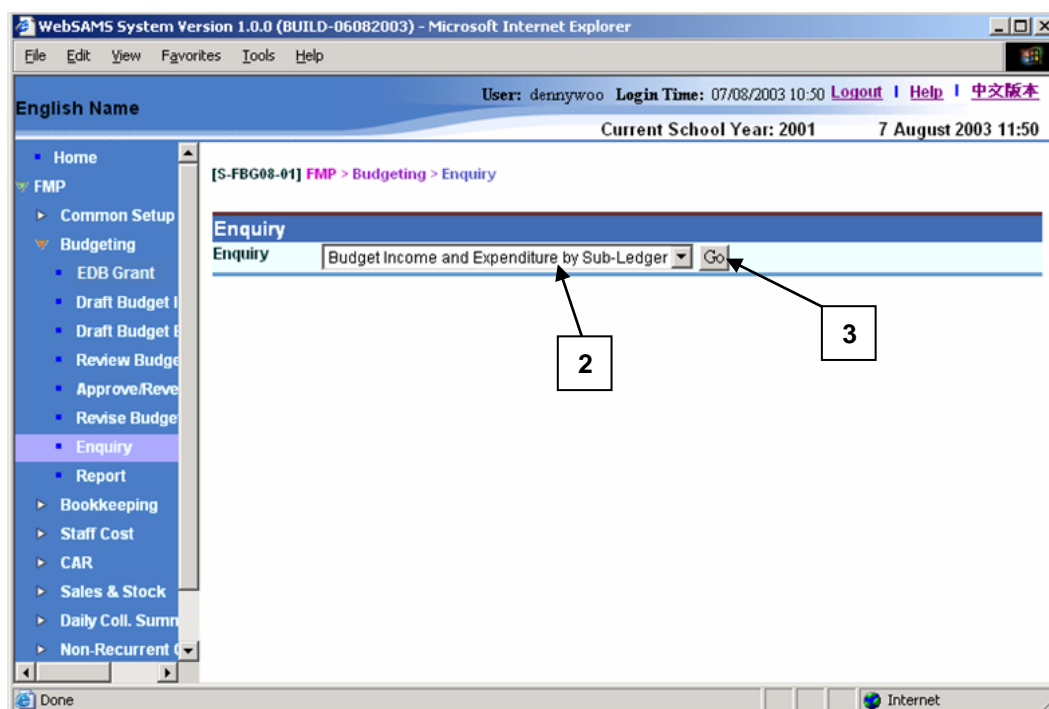 WebSAMS System Version 1.0.0 (BUILD-06082003) - Microsoft Internet Explorer
File Edit View Favorites Tools Help
English Name
User: dennywoo Login Time: 07/08/2003 10:50 Logout | Help | 中文版本
Current School Year: 2001 7 August 2003 11:50
Home
FMP
Common Setup
Budgeting
EDB Grant
Draft Budget I
Draft Budget E
Review Budge
Approve/Reve
Revise Budge
Enquiry
Report
Bookkeeping
Staff Cost
CAR
Sales & Stock
Daily Coll. Summ
Non-Recurrent
[S-FBG08-01] FMP > Budgeting > Enquiry
Enquiry
Enquiry Budget Income and Expenditure by Sub-Ledger Go
2
3
Done
Internet